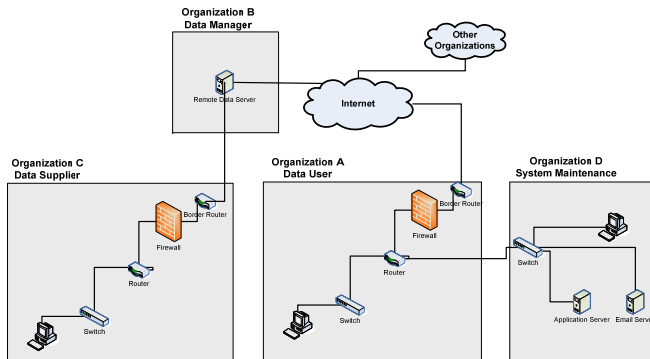 Organization B
Data Manager
Remote Data Server
Other
Organizations
Internet
Organization C
Data Supplier
Border Router
Firewall
Router
Switch
Organization A
Data User
Border Router
Firewall
Router
Switch
Organization D
System Maintenance
Switch
Application Server
Email Serve